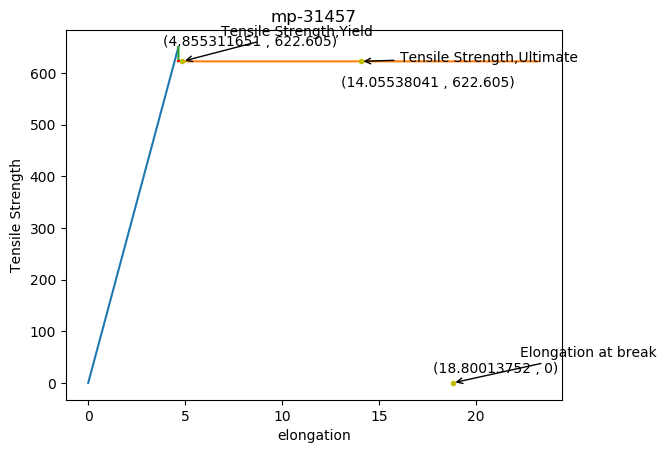 mp-31457
Tensile Strength,Yield
(4.855311651 , 622.605)
Tensile Strength,Ultimate
(14.05538041 , 622.605)
Elongation at break
(18.80013752 , 0)
Tensile Strength
600
500
400
300
200
100
0
0 5 10 15 20
elongation